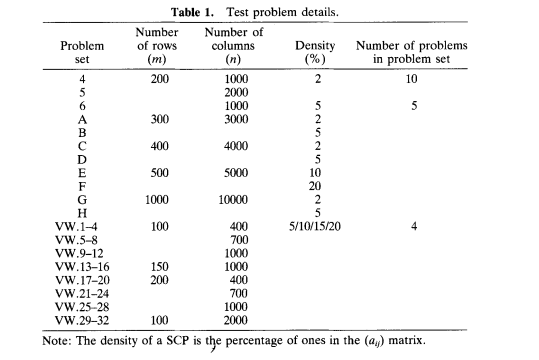 Table 1. Test problem details.
Number Number of
Problem of rows columns Density Number of problems
set (m) (n) (%) in problem set
4 200 1000 2 10
5 2000
6 1000 5 5
A 300 3000 2
B 5
C 400 4000 2
D 5
E 500 5000 10
F 20
G 1000 10000 2
H 5
VW.1–4 100 400 5/10/15/20 4
VW.5–8 700
VW.9–12 1000
VW.13–16 150 1000
VW.17–20 200 400
VW.21–24 700
VW.25–28 1000
VW.29–32 100 2000
Note: The density of a SCP is the percentage of ones in the (aij) matrix.